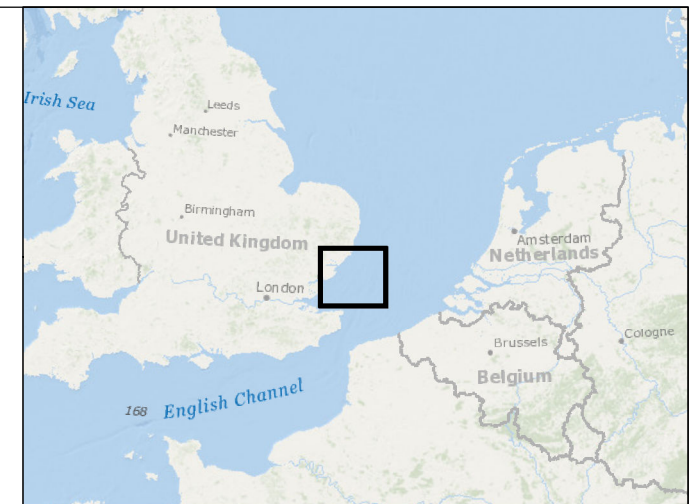 Irish Sea
Leeds
Manchester
Birmingham
United Kingdom
London
Amsterdam
Netherlands
Brussels
Cologne
Belgium
168
English Channel